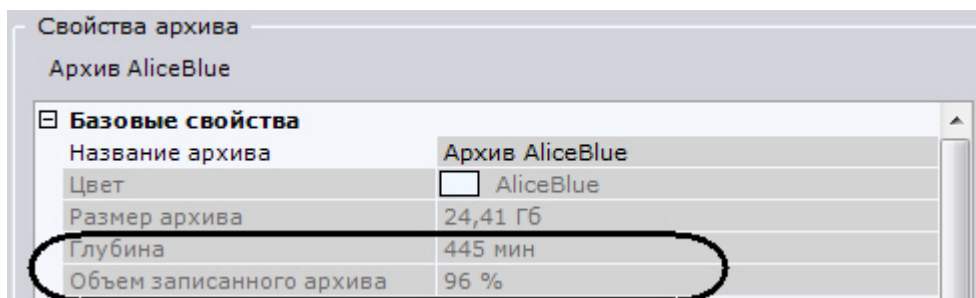 Свойства архива
Архив AliceBlue
Базовые свойства
Название архива Архив AliceBlue
Цвет AliceBlue
Размер архива 24,41 Гб
Глубина 445 мин
Объем записанного архива 96 %